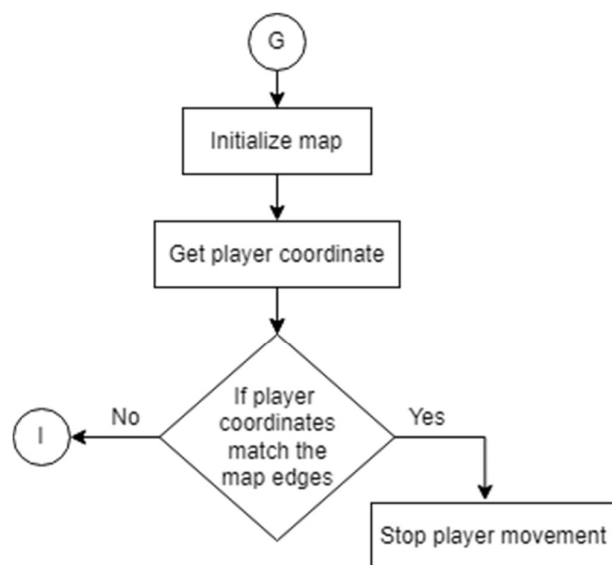 G
Initialize map
Get player coordinate
If player
coordinates
match the
map edges
No
Yes
I
Stop player movement